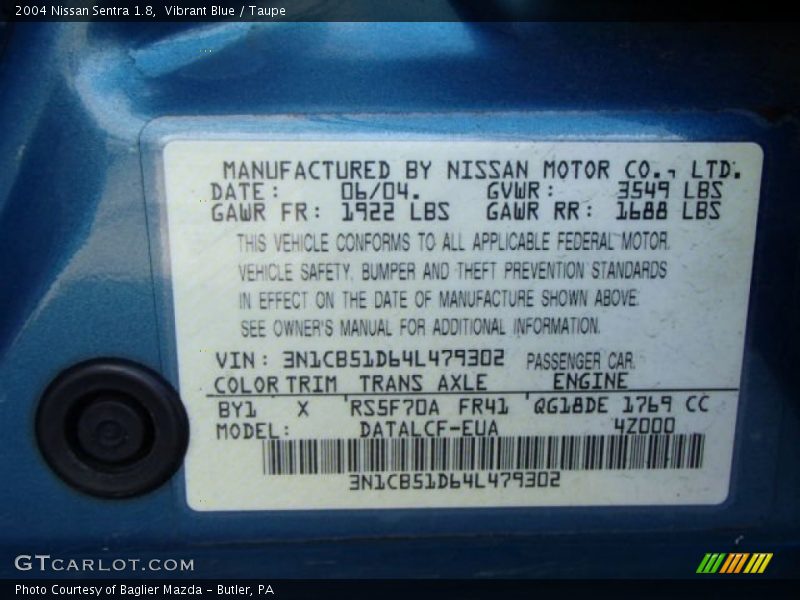 2004 Nissan Sentra 1.8, Vibrant Blue / Taupe
MANUFACTURED BY NISSAN MOTOR CO., LTD.
DATE: 06/04. GVWR: 3549 LBS
GAWR FR: 1922 LBS GAWR RR: 1688 LBS
THIS VEHICLE CONFORMS TO ALL APPLICABLE FEDERAL MOTOR
VEHICLE SAFETY, BUMPER AND THEFT PREVENTION STANDARDS
IN EFFECT ON THE DATE OF MANUFACTURE SHOWN ABOVE.
SEE OWNER'S MANUAL FOR ADDITIONAL INFORMATION.
VIN: 3N1CB51D64L479302 PASSENGER CAR.
COLOR TRIM TRANS AXLE ENGINE
BY1 X RS5F70A FR41 QG18DE 1769 CC
MODEL: DATALCF-EUA 4Z000
3N1CB51D64L479302
GTCARLOT.COM
Photo Courtesy of Baglier Mazda - Butler, PA